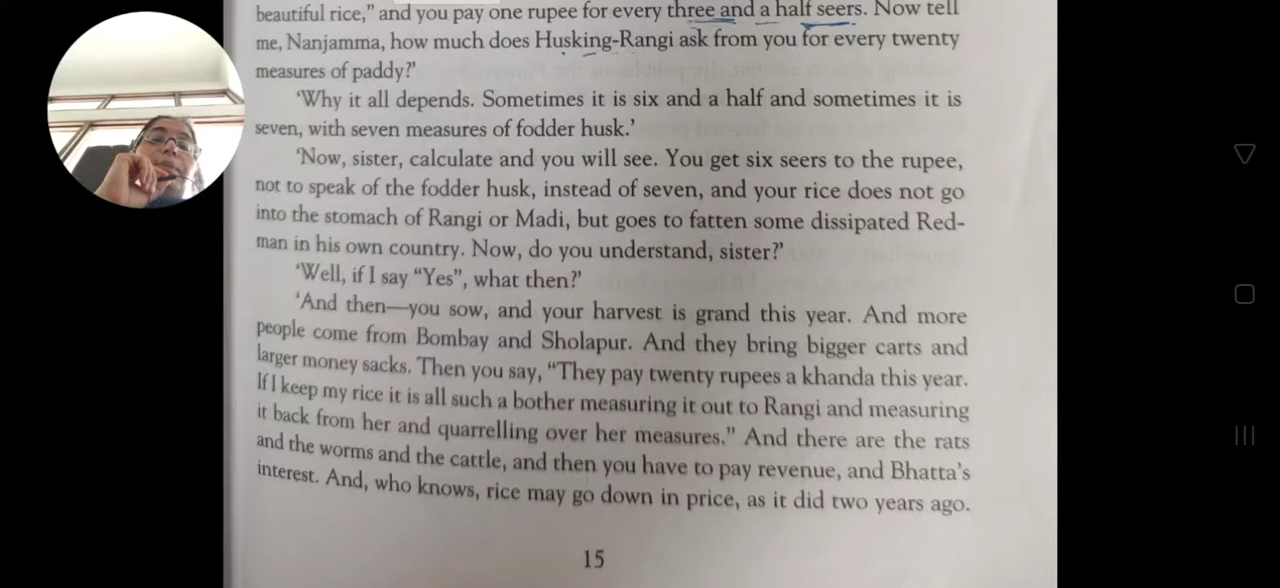 beautiful rice,” and you pay one rupee for every three and a half seers. Now tell
me, Nanjamma, how much does Husking-Rangi ask from you for every twenty
measures of paddy?’
‘Why it all depends. Sometimes it is six and a half and sometimes it is
seven, with seven measures of fodder husk.’
‘Now, sister, calculate and you will see. You get six seers to the rupee,
not to speak of the fodder husk, instead of seven, and your rice does not go
into the stomach of Rangi or Madi, but goes to fatten some dissipated Red-
man in his own country. Now, do you understand, sister?’
‘Well, if I say “Yes”, what then?’
‘And then—you sow, and your harvest is grand this year. And more
people come from Bombay and Sholapur. And they bring bigger carts and
larger money sacks. Then you say, “They pay twenty rupees a khanda this year.
If I keep my rice it is all such a bother measuring it out to Rangi and measuring
it back from her and quarrelling over her measures.” And there are the rats
and the worms and the cattle, and then you have to pay revenue, and Bhatta’s
interest. And, who knows, rice may go down in price, as it did two years ago.
15